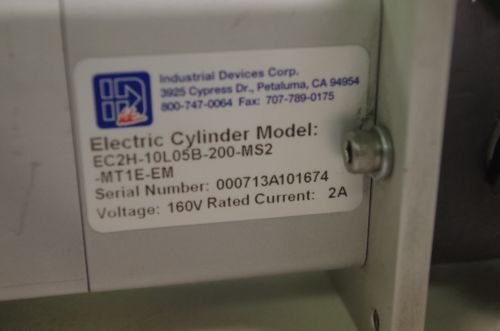 Industrial Devices Corp.
3925 Cypress Dr., Petaluma, CA 94954
800-747-0064 Fax: 707-789-0175
Electric Cylinder Model:
EC2H-10L05B-200-MS2
-MT1E-EM
Serial Number: 000713A101674
Voltage: 160V Rated Current: 2A